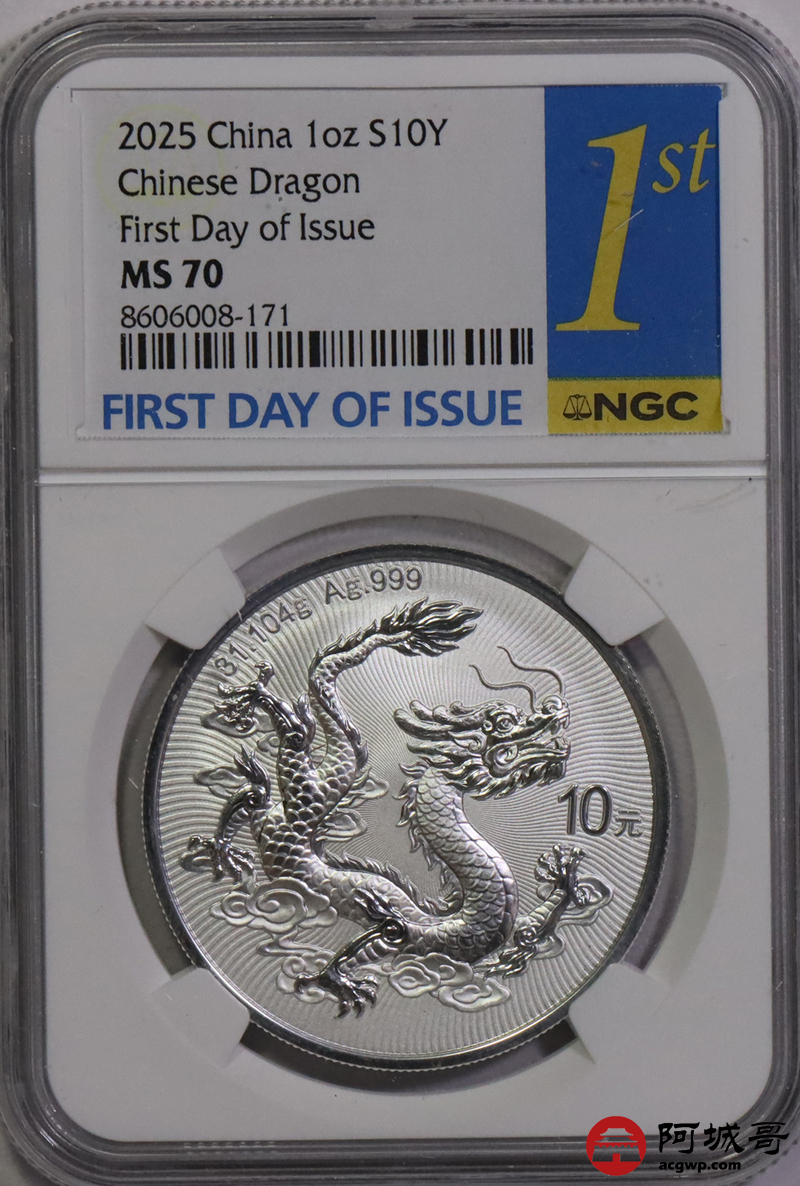 2025 China 1oz S10Y
Chinese Dragon
First Day of Issue
MS 70
8606008-171
FIRST DAY OF ISSUE
1st
NGC
31.104g Ag.999
10元
阿城哥
acgwp.com